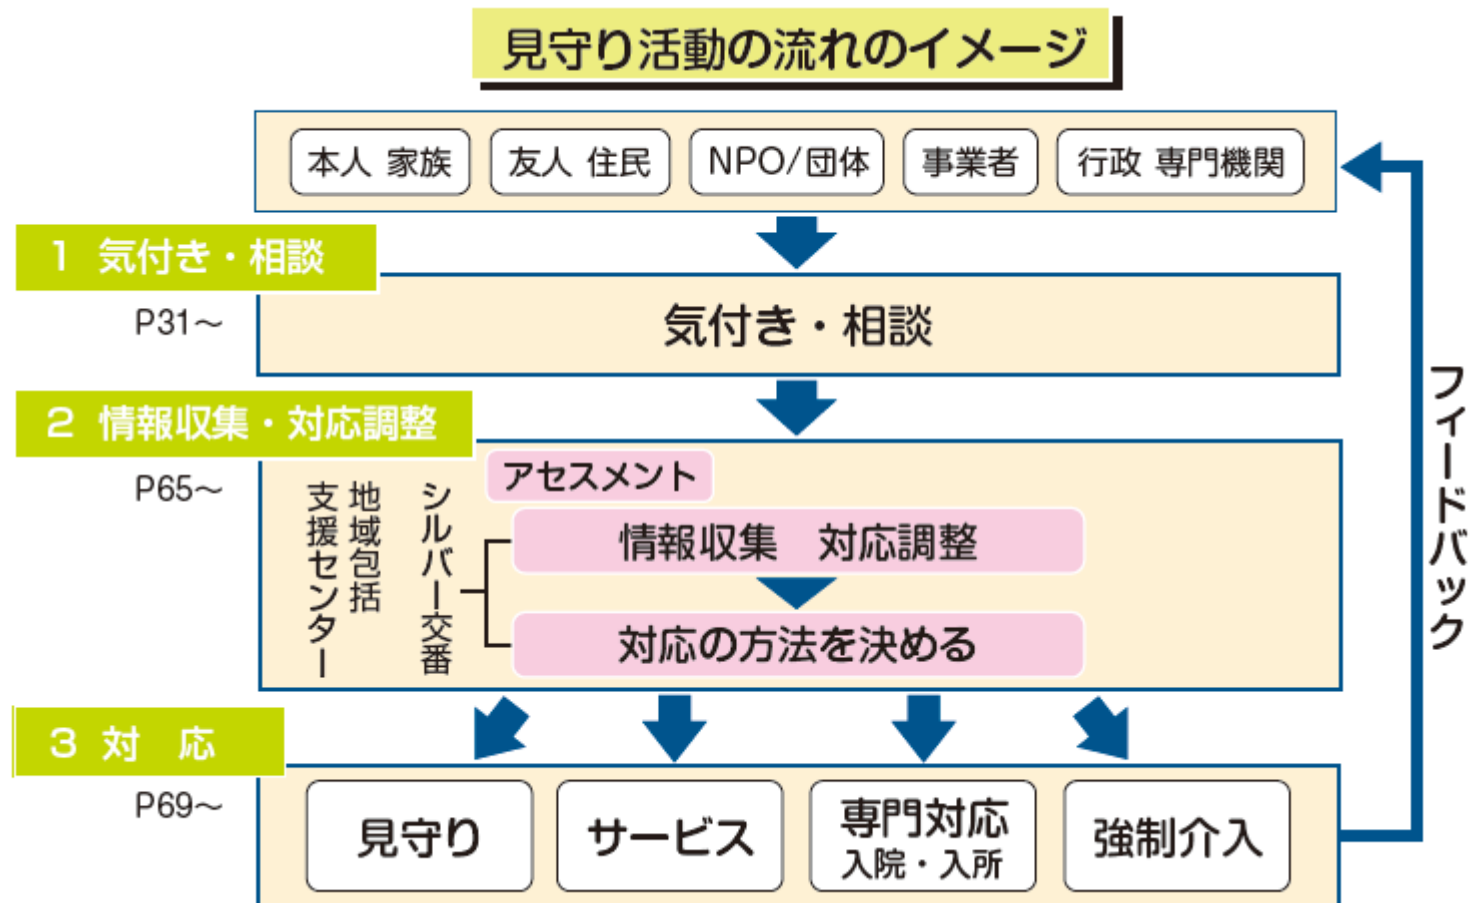 見守り活動の流れのイメージ
本人 家族
友人 住民
NPO/団体
事業者
行政 専門機関
1 気付き・相談
P31～
気付き・相談
2 情報収集・対応調整
P65～
地域包括
支援センター
シルバー交番
アセスメント
情報収集　対応調整
対応の方法を決める
3 対　応
P69～
見守り
サービス
専門対応
入院・入所
強制介入
フィードバック